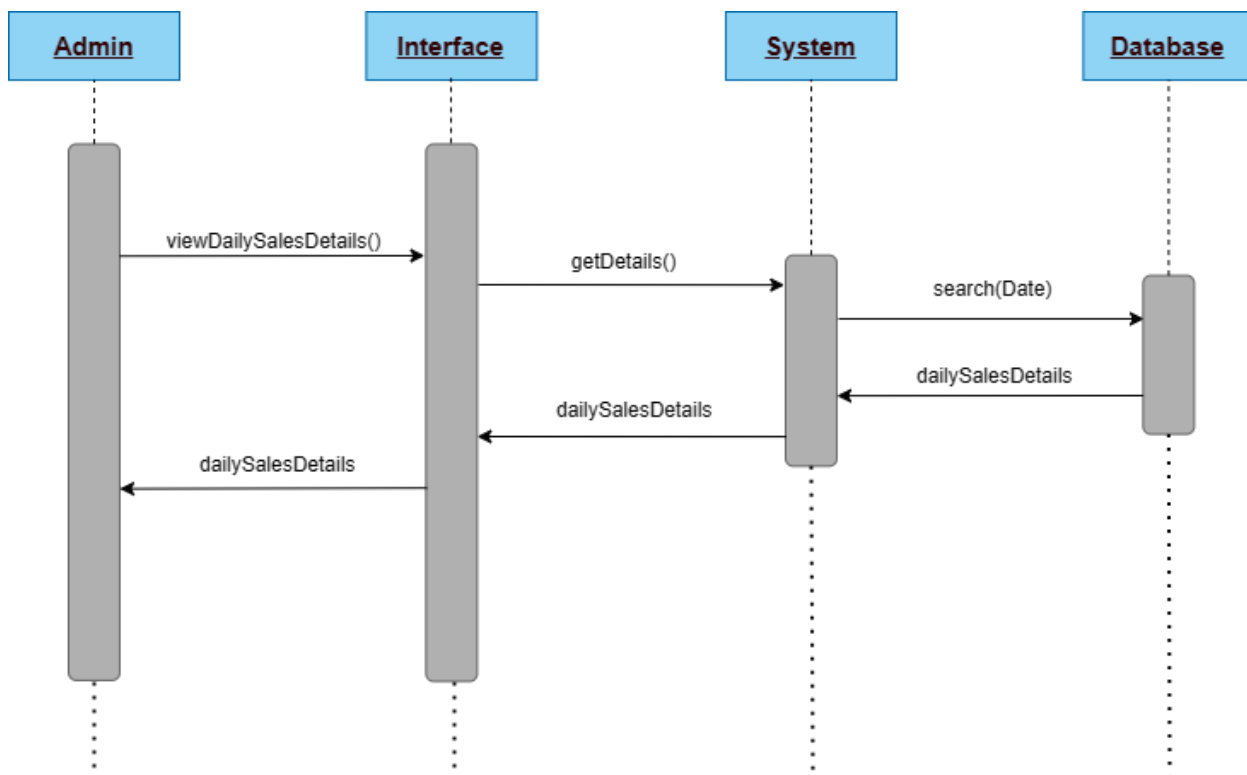 Admin
Interface
System
Database
viewDailySalesDetails()
getDetails()
search(Date)
dailySalesDetails
dailySalesDetails
dailySalesDetails